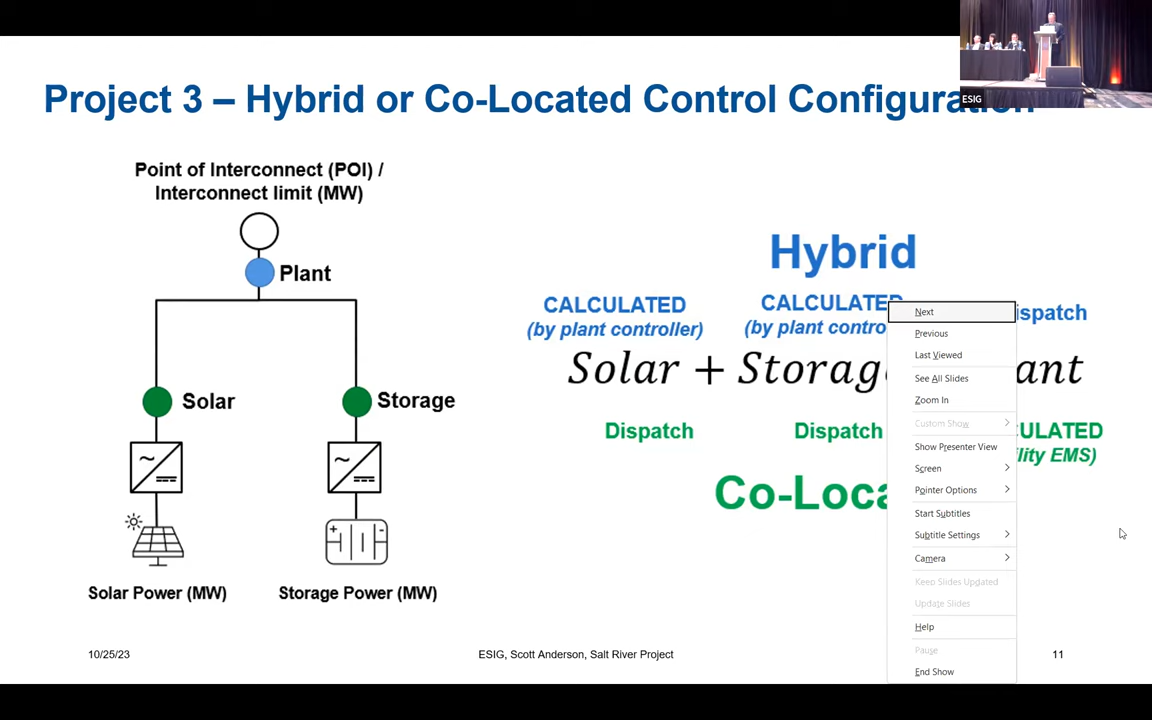 Project 3 – Hybrid or Co-Located Control Configuration
ESIG
Point of Interconnect (POI) /
Interconnect limit (MW)
Plant
Solar
Storage
Solar Power (MW)
Storage Power (MW)
Hybrid
CALCULATED
(by plant controller)
CALCULATED
(by plant contro
ispatch
Solar + Storag
ant
Dispatch
Dispatch
ULATED
lity EMS)
Co-Loca
Next
Previous
Last Viewed
See All Slides
Zoom In
Custom Show
Show Presenter View
Screen
Pointer Options
Start Subtitles
Subtitle Settings
Camera
Keep Slides Updated
Update Slides
Help
Pause
End Show
10/25/23
ESIG, Scott Anderson, Salt River Project
11